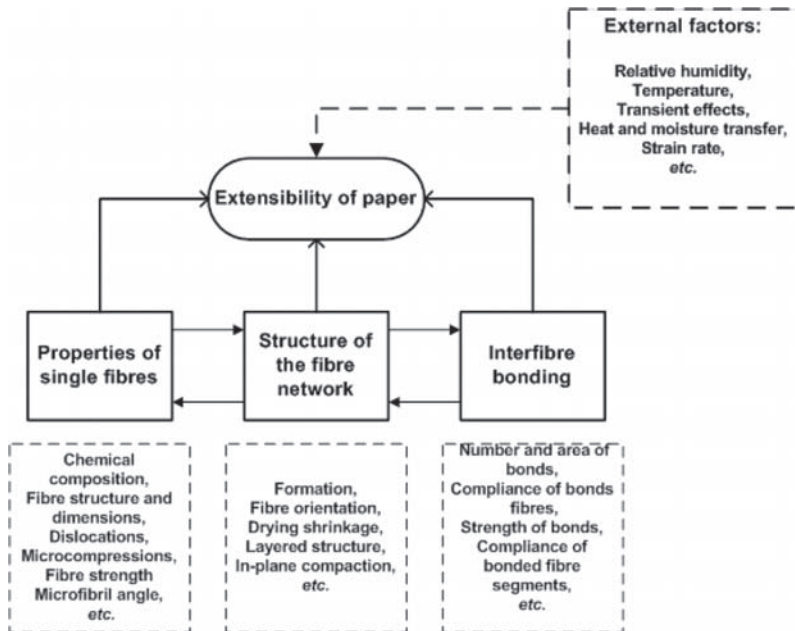 External factors:
Relative humidity,
Temperature,
Transient effects,
Heat and moisture transfer,
Strain rate,
etc.
Extensibility of paper
Properties of
single fibres
Structure of
the fibre
network
Interfibre
bonding
Chemical
composition,
Fibre structure and
dimensions,
Dislocations,
Microcompressions,
Fibre strength
Microfibril angle,
etc.
Formation,
Fibre orientation,
Drying shrinkage,
Layered structure,
In-plane compaction,
etc.
Number and area of
bonds,
Compliance of bonds
fibres,
Strength of bonds,
Compliance of
bonded fibre
segments,
etc.